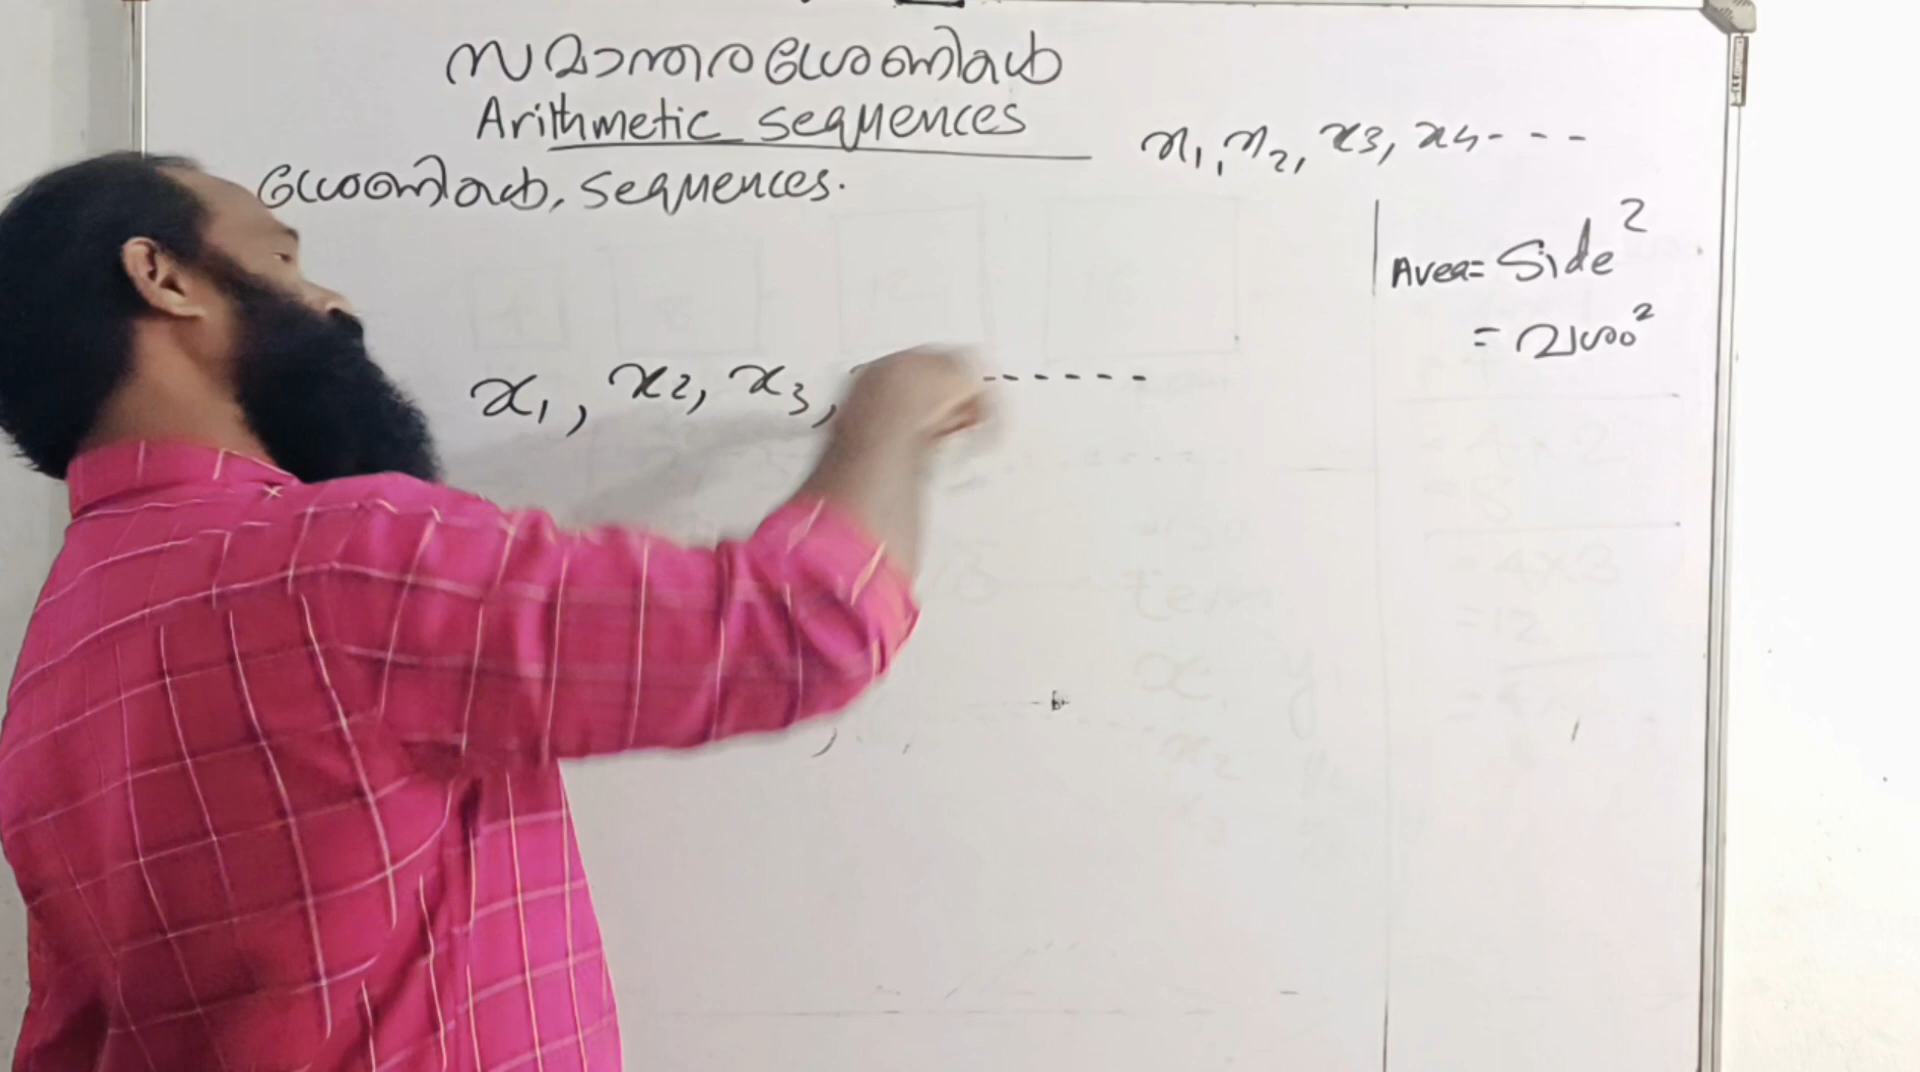 സമാന്തരശ്രേണികൾ
Arithmetic sequences
ശ്രേണികൾ, sequences.
x1, x2, x3, x4- - -
Area= Side²
= വശം²
x1, x2, x3, ------